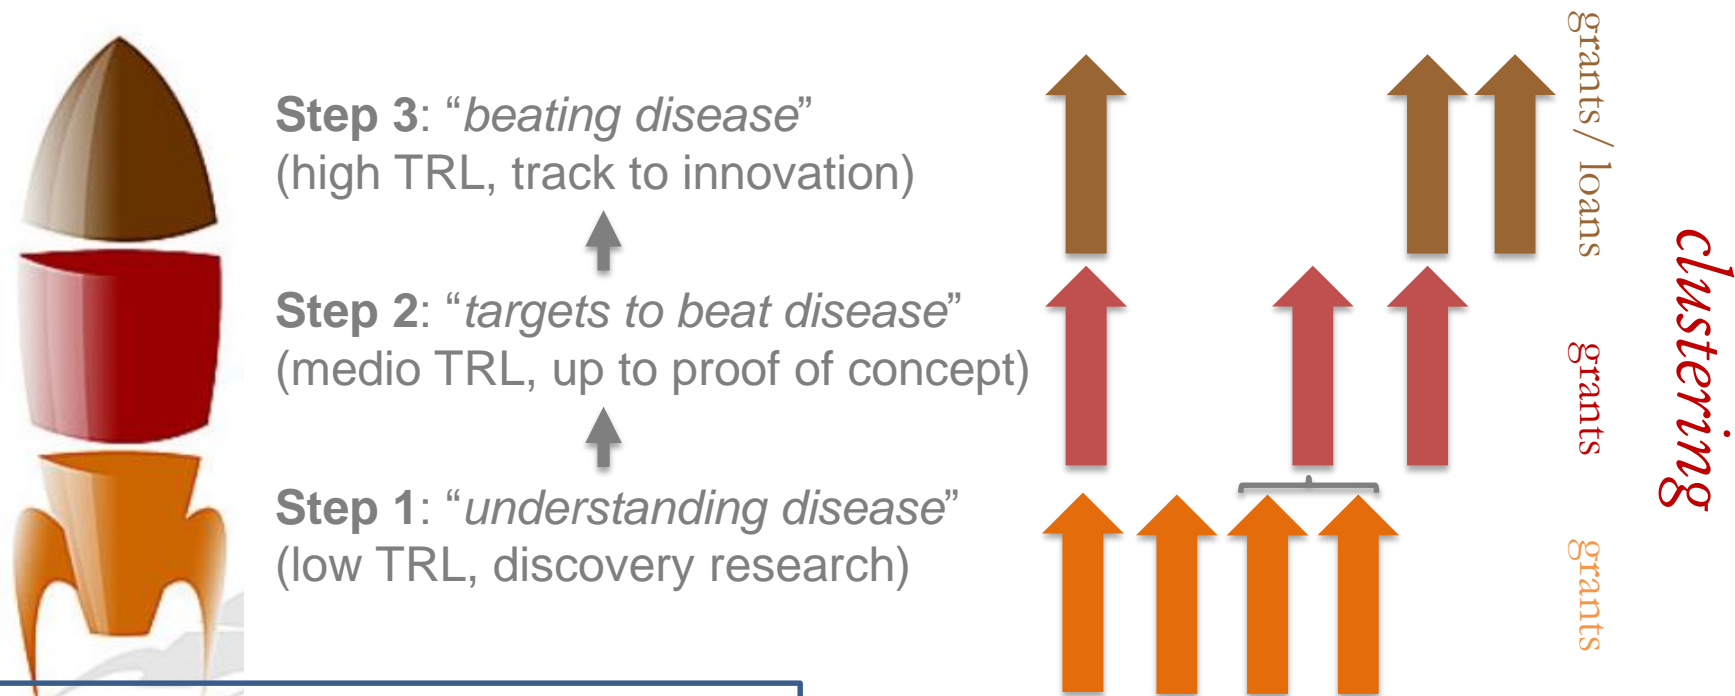 Step 3: “beating disease”
(high TRL, track to innovation)
Step 2: “targets to beat disease”
(medio TRL, up to proof of concept)
Step 1: “understanding disease”
(low TRL, discovery research)
grants/ loans
grants
grants
clustering